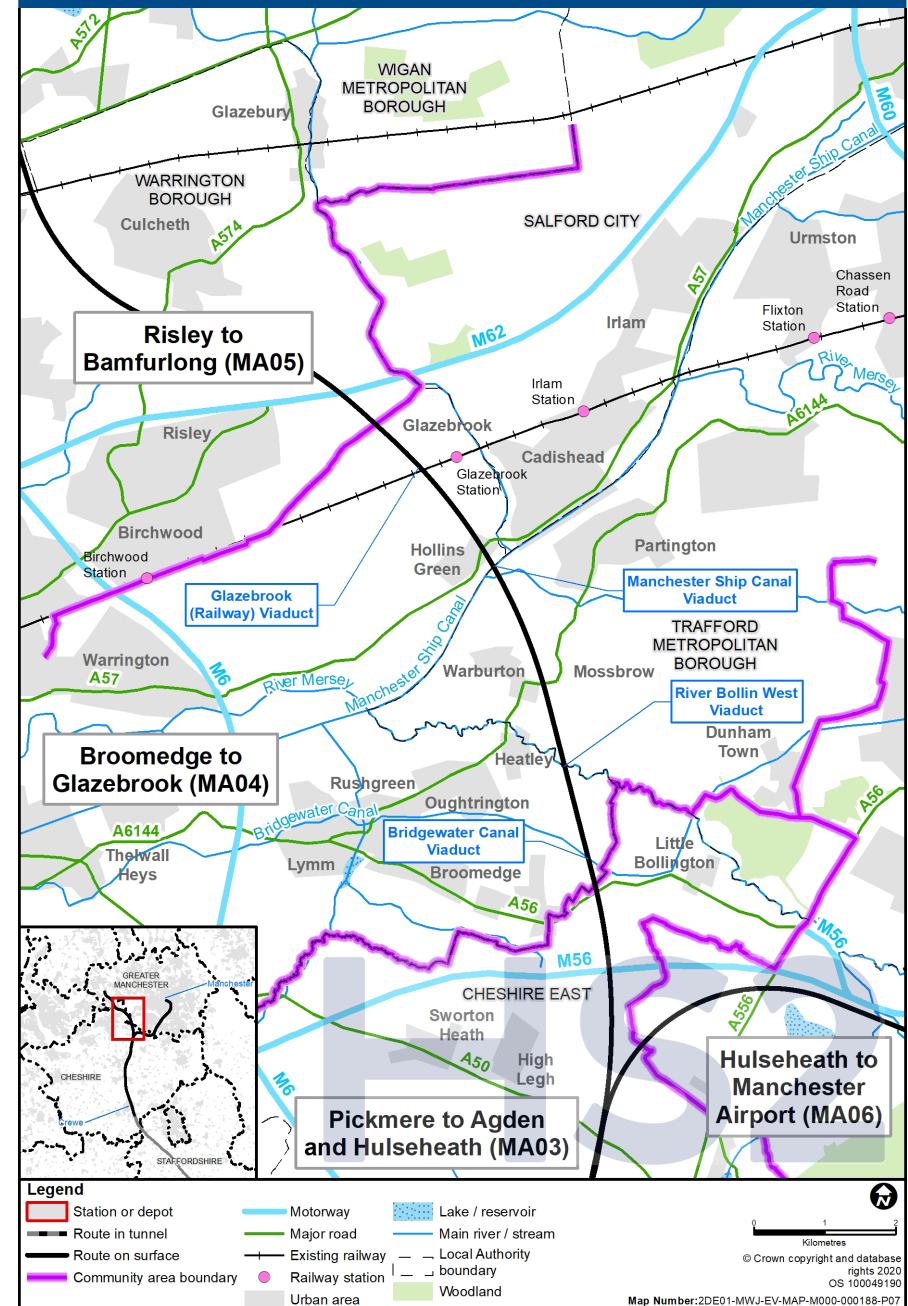 A572
WIGAN
METROPOLITAN
BOROUGH
M60
Glazebury
Manchester Ship Canal
WARRINGTON
BOROUGH
SALFORD CITY
Culcheth
A574
Urmston
A57
Chassen
Road
Station
Flixton
Station
Irlam
Risley to
Bamfurlong (MA05)
M62
River
Mersey
Irlam
Station
A6144
Risley
Glazebrook
Cadishead
Glazebrook
Station
Birchwood
Birchwood
Station
Hollins
Green
Partington
Glazebrook
(Railway) Viaduct
Manchester Ship Canal
Viaduct
TRAFFORD
METROPOLITAN
BOROUGH
Manchester Ship Canal
Warrington
A57
M6
River Mersey
Warburton
Mossbrow
River Bollin West
Viaduct
Dunham
Town
Broomedge to
Glazebrook (MA04)
Heatley
Rushgreen
Oughtrington
A56
Bridgewater Canal
A6144
Bridgewater Canal
Viaduct
Thelwall
Heys
Lymm
Broomedge
Little
Bollington
A56
M56
M56
HS2
CHESHIRE EAST
Sworton
Heath
A556
A50
High
Legh
M6
Hulseheath to
Manchester
Airport (MA06)
Pickmere to Agden
and Hulseheath (MA03)
GREATER
MANCHESTER
Manchester
CHESHIRE
Crewe
STAFFORDSHIRE
Legend
Station or depot
Route in tunnel
Route on surface
Community area boundary
Motorway
Major road
Existing railway
Railway station
Urban area
Lake / reservoir
Main river / stream
Local Authority
boundary
Woodland
N
0 1 2
Kilometres
© Crown copyright and database
rights 2020
OS 100049190
Map Number:2DE01-MWJ-EV-MAP-M000-000188-P07